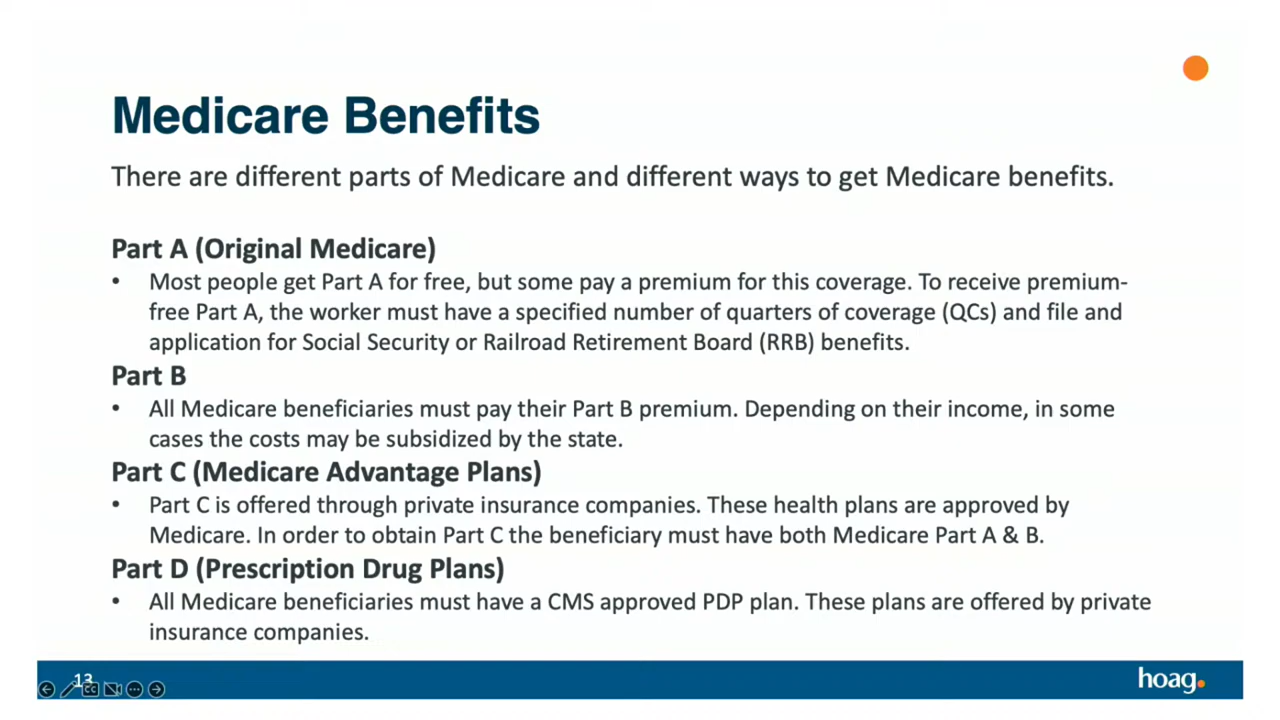 Medicare Benefits
There are different parts of Medicare and different ways to get Medicare benefits.
Part A (Original Medicare)
• Most people get Part A for free, but some pay a premium for this coverage. To receive premium-
free Part A, the worker must have a specified number of quarters of coverage (QCs) and file and
application for Social Security or Railroad Retirement Board (RRB) benefits.
Part B
• All Medicare beneficiaries must pay their Part B premium. Depending on their income, in some
cases the costs may be subsidized by the state.
Part C (Medicare Advantage Plans)
• Part C is offered through private insurance companies. These health plans are approved by
Medicare. In order to obtain Part C the beneficiary must have both Medicare Part A & B.
Part D (Prescription Drug Plans)
• All Medicare beneficiaries must have a CMS approved PDP plan. These plans are offered by private
insurance companies.
13
CC
hoag.